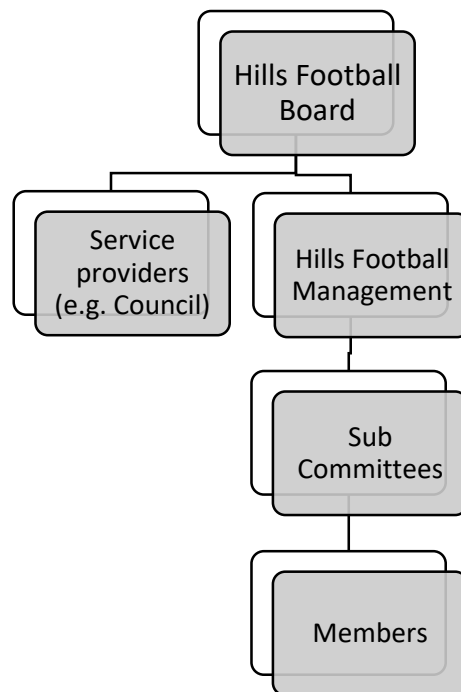 Hills Football
Board
Service
providers
(e.g. Council)
Hills Football
Management
Sub
Committees
Members